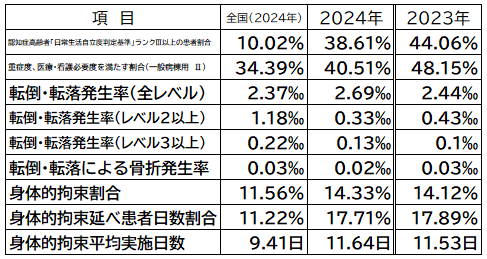 項 目 全国(2024年) 2024年 2023年
認知症高齢者「日常生活自立度判定基準」ランクⅢ以上の患者割合 10.02% 38.61% 44.06%
重症度、医療・看護必要度を満たす割合(一般病棟用 Ⅱ) 34.39% 40.51% 48.15%
転倒・転落発生率(全レベル) 2.37‰ 2.69‰ 2.44‰
転倒・転落発生率(レベル2以上) 1.18‰ 0.33‰ 0.43‰
転倒・転落発生率(レベル3以上) 0.22‰ 0.13‰ 0.1‰
転倒・転落による骨折発生率 0.03‰ 0.02‰ 0.03‰
身体的拘束割合 11.56% 14.33% 14.12%
身体的拘束延べ患者日数割合 11.22% 17.71% 17.89%
身体的拘束平均実施日数 9.41日 11.64日 11.53日